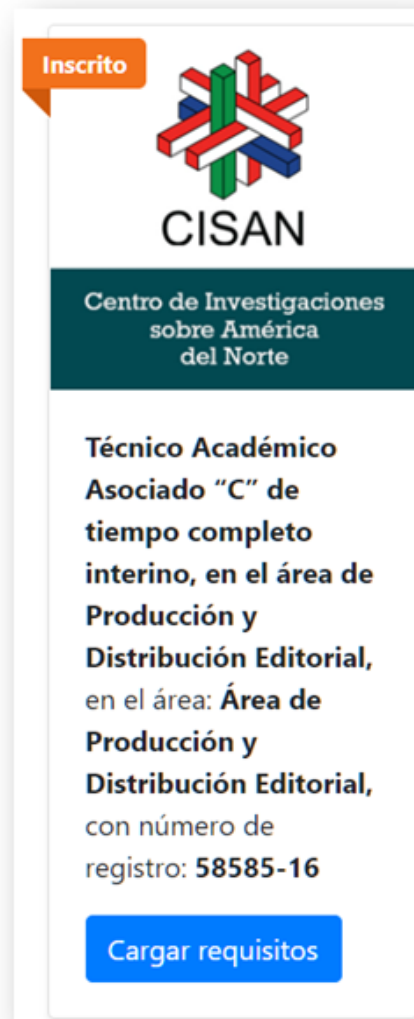 Inscrito
CISAN
Centro de Investigaciones
sobre América
del Norte
Técnico Académico
Asociado “C” de
tiempo completo
interino, en el área de
Producción y
Distribución Editorial,
en el área: Área de
Producción y
Distribución Editorial,
con número de
registro: 58585-16
Cargar requisitos